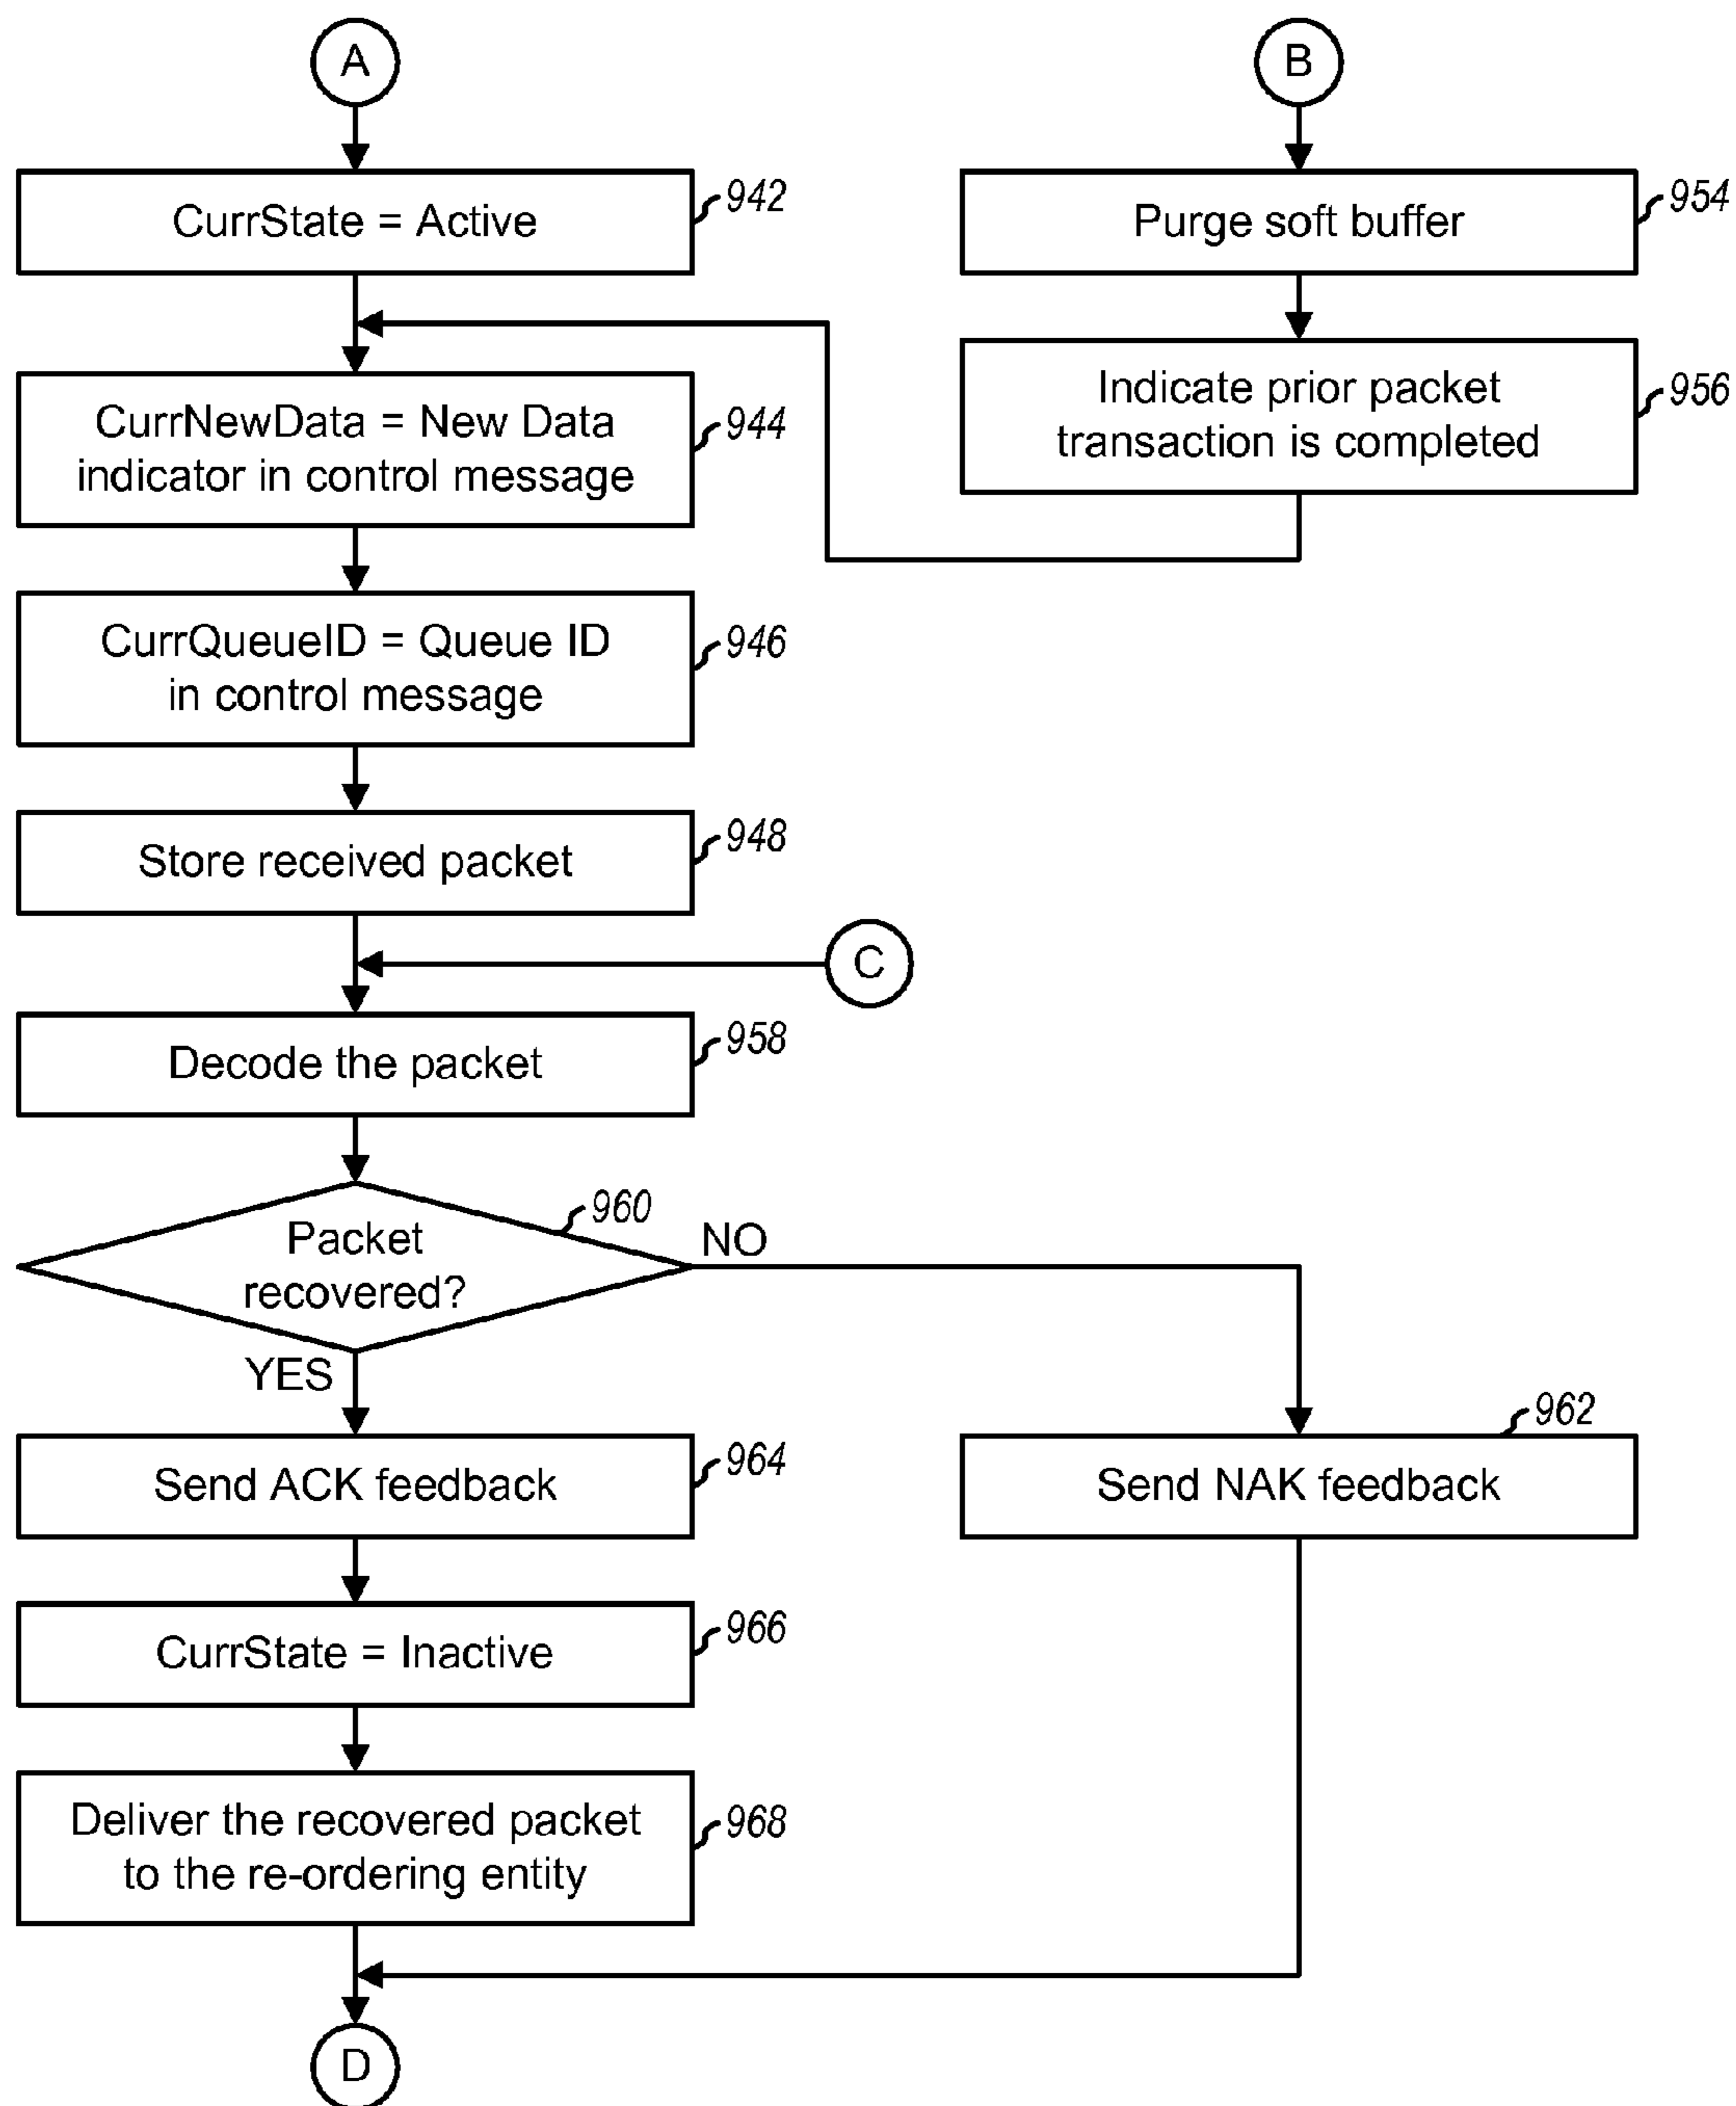 A
B
CurrState = Active
942
Purge soft buffer
954
CurrNewData = New Data
indicator in control message
944
Indicate prior packet
transaction is completed
956
CurrQueueID = Queue ID
in control message
946
Store received packet
948
C
Decode the packet
958
Packet
recovered?
960
NO
YES
Send ACK feedback
964
Send NAK feedback
962
CurrState = Inactive
966
Deliver the recovered packet
to the re-ordering entity
968
D